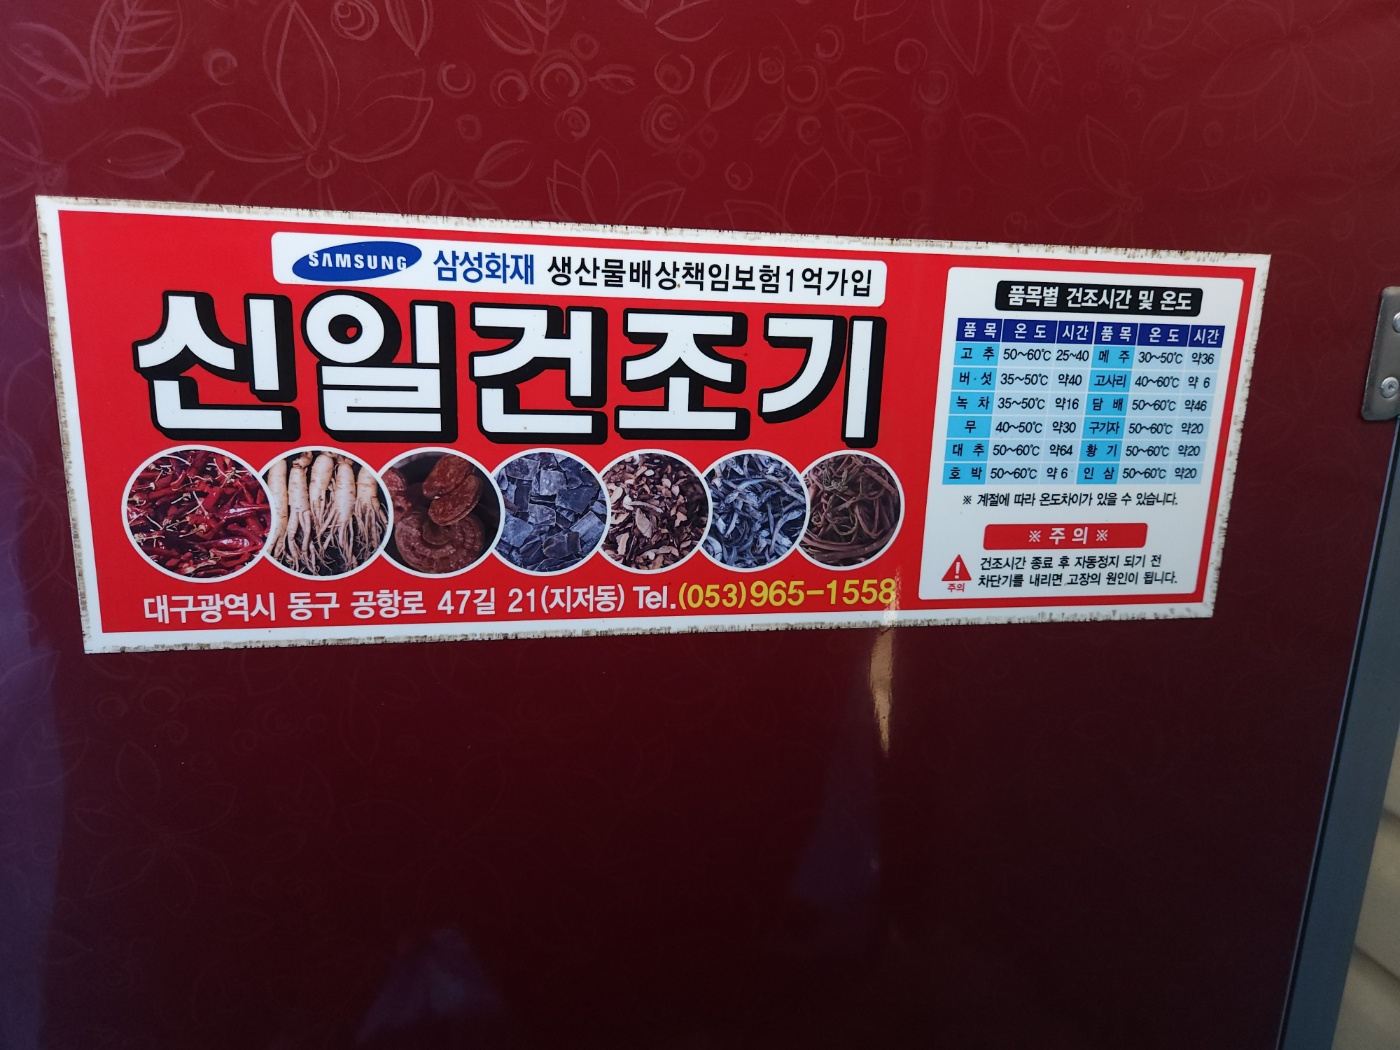 SAMSUNG 삼성화재 생산물배상책임보험1억가입
신일건조기
대구광역시 동구 공항로 47길 21(지저동) Tel.(053)965-1558
품목별 건조시간 및 온도
품 목 온 도 시간 품 목 온 도 시간
고 추 50~60℃ 25~40 메 주 30~50℃ 약36
버·섯 35~50℃ 약40 고사리 40~60℃ 약 6
녹 차 35~50℃ 약16 담 배 50~60℃ 약46
무 40~50℃ 약30 구기자 50~60℃ 약20
대 추 50~60℃ 약64 황 기 50~60℃ 약20
호 박 50~60℃ 약 6 인 삼 50~60℃ 약20
※ 계절에 따라 온도차이가 있을 수 있습니다.
※ 주 의 ※
주의
건조시간 종료 후 자동정지 되기 전
차단기를 내리면 고장의 원인이 됩니다.